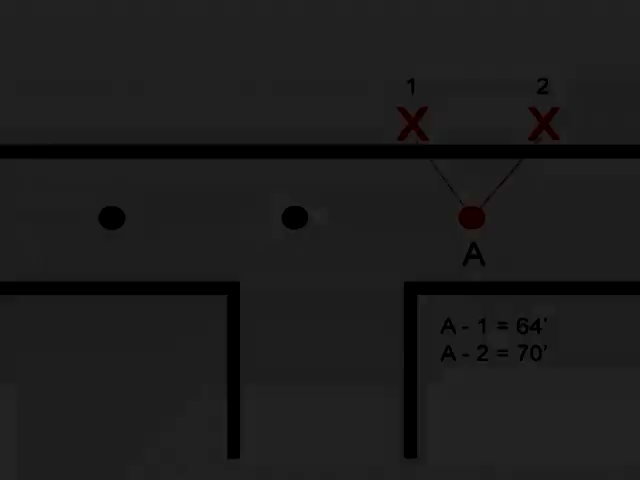 1 2
X X
A
A - 1 = 64'
A - 2 = 70'